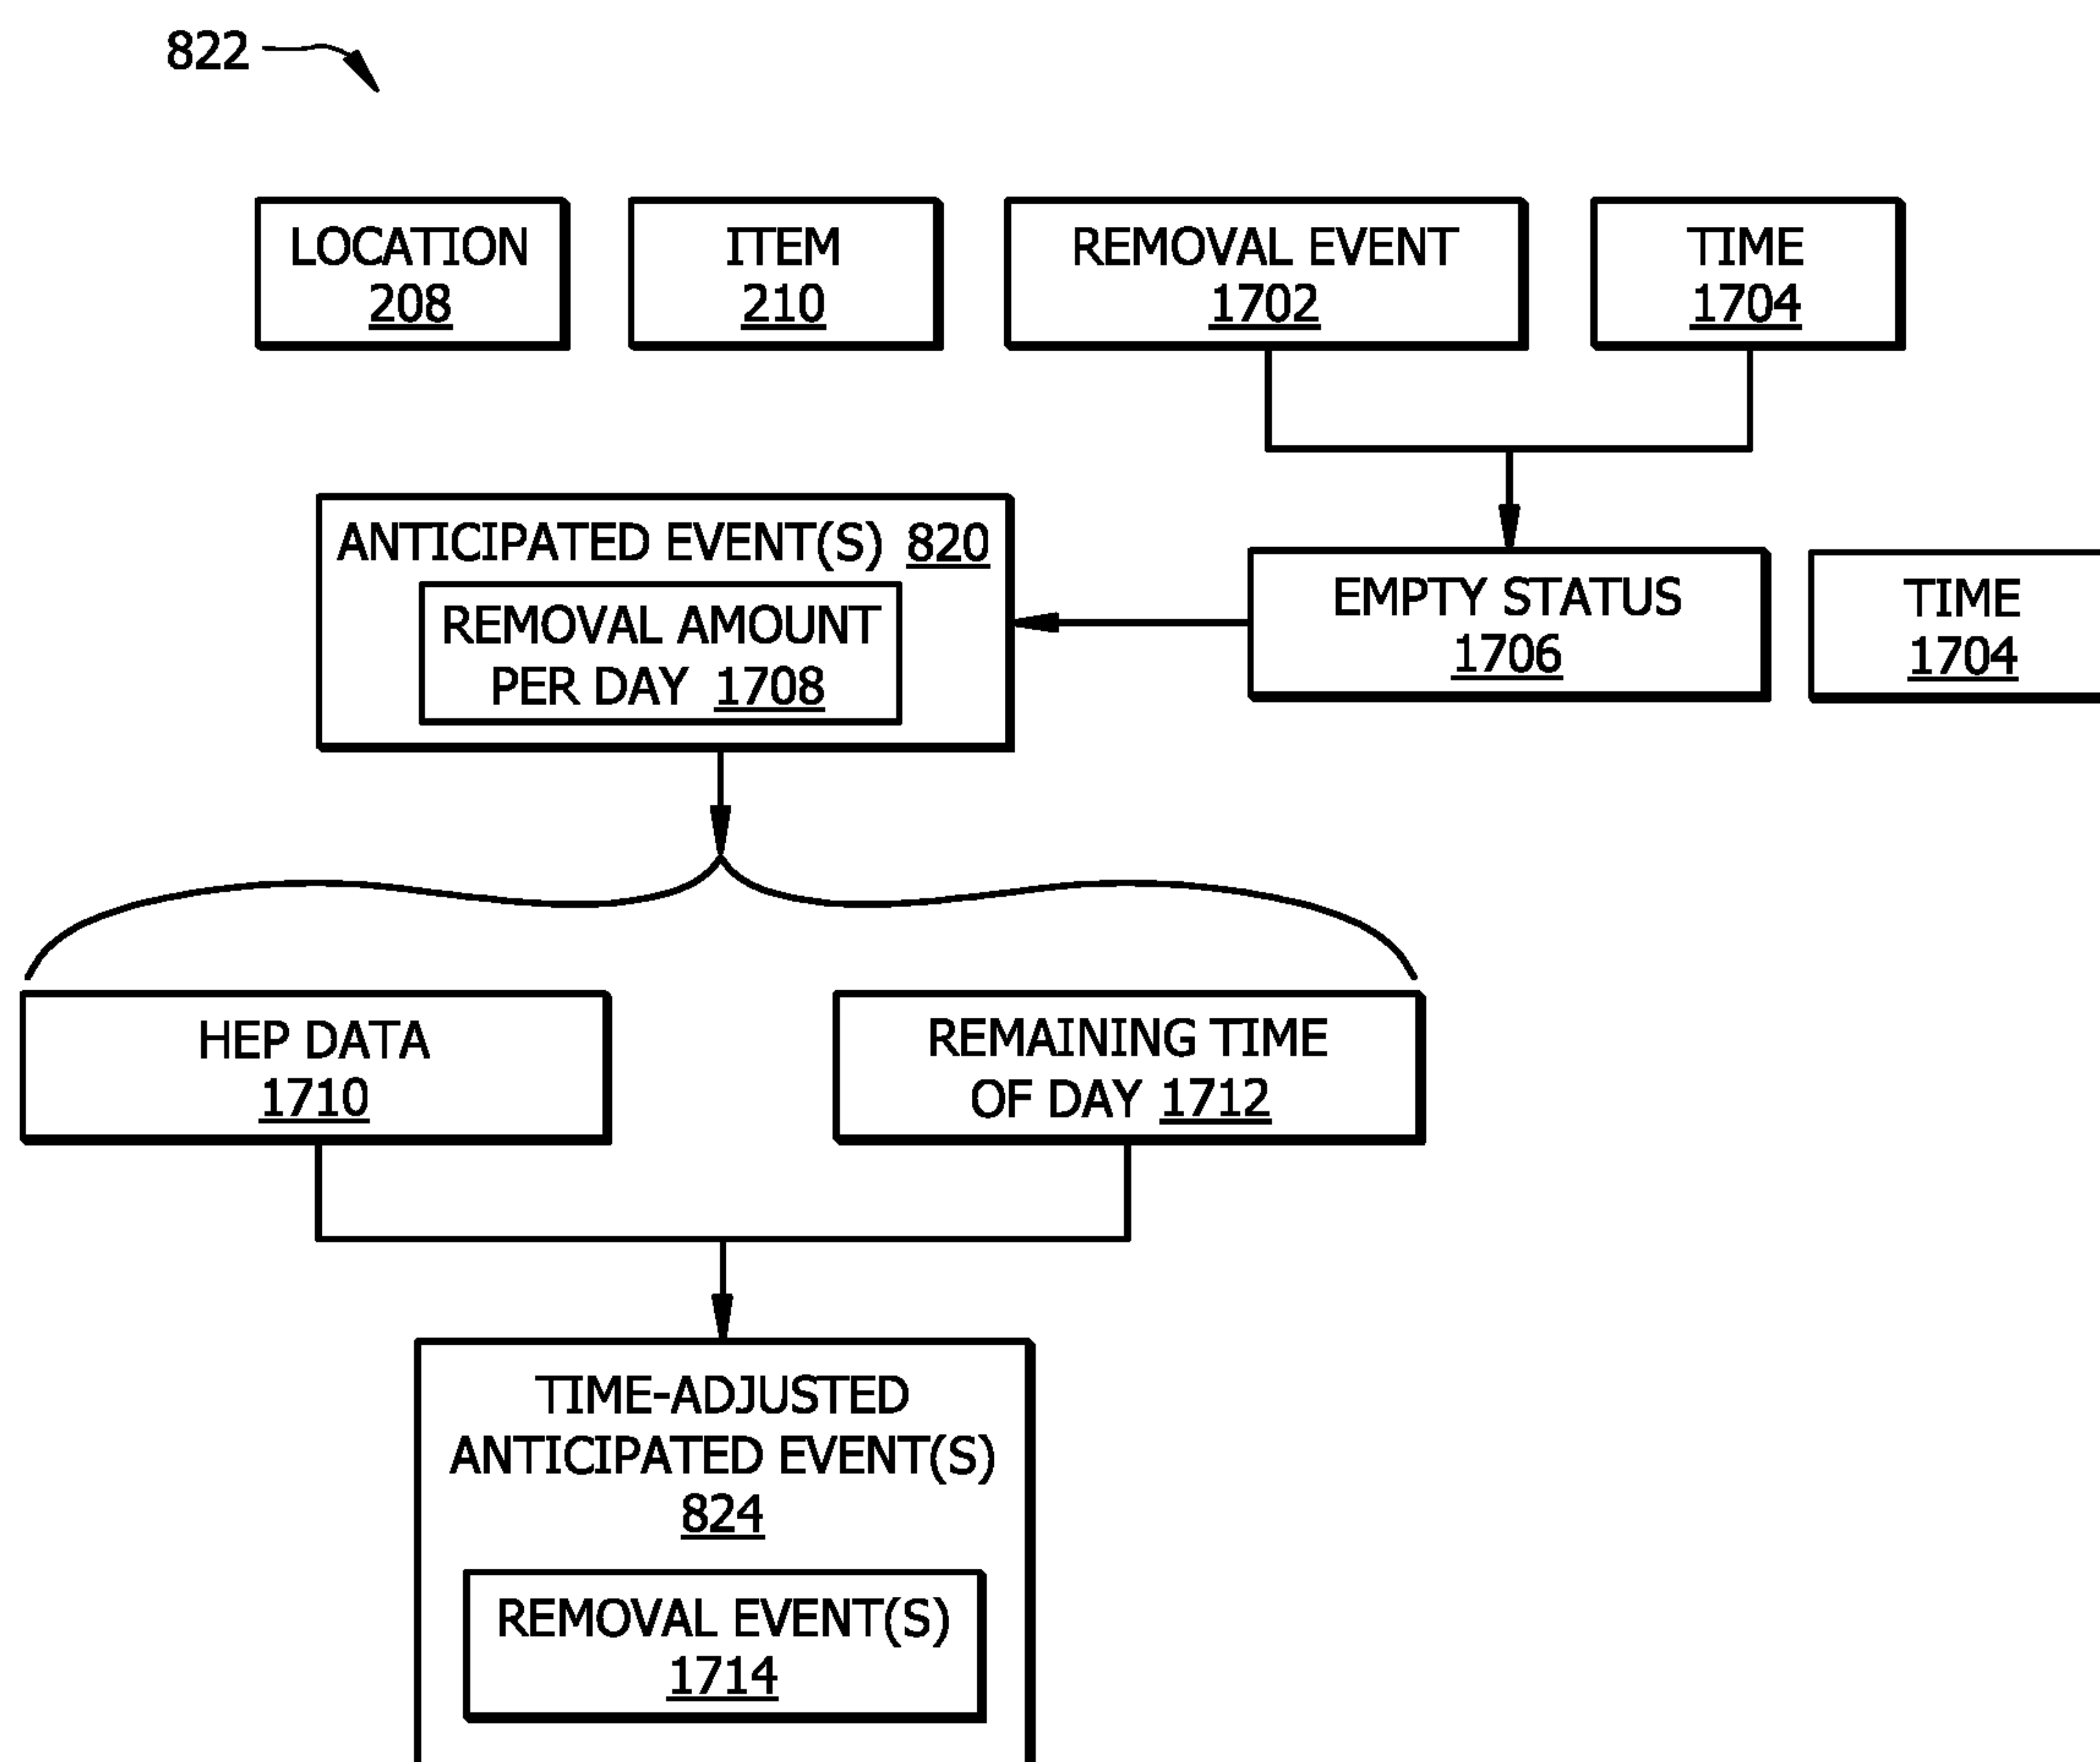 822
LOCATION
208
ITEM
210
REMOVAL EVENT
1702
TIME
1704
ANTICIPATED EVENT(S) 820
REMOVAL AMOUNT
PER DAY 1708
EMPTY STATUS
1706
TIME
1704
HEP DATA
1710
REMAINING TIME
OF DAY 1712
TIME-ADJUSTED
ANTICIPATED EVENT(S)
824
REMOVAL EVENT(S)
1714